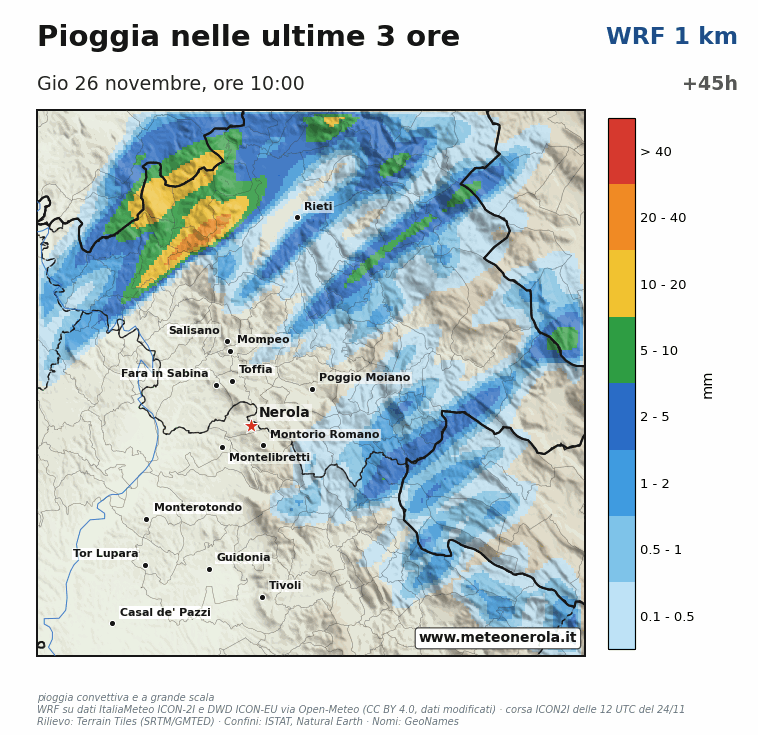 Pioggia nelle ultime 3 ore
WRF 1 km
Gio 26 novembre, ore 10:00
+45h
Rieti
Salisano
Mompeo
Fara in Sabina
Toffia
Poggio Moiano
Nerola
Montorio Romano
Montelibretti
Monterotondo
Tor Lupara
Guidonia
Tivoli
Casal de' Pazzi
www.meteonerola.it
> 40
20 - 40
10 - 20
5 - 10
2 - 5
1 - 2
0.5 - 1
0.1 - 0.5
mm
pioggia convettiva e a grande scala
WRF su dati ItaliaMeteo ICON-2I e DWD ICON-EU via Open-Meteo (CC BY 4.0, dati modificati) · corsa ICON2I delle 12 UTC del 24/11
Rilievo: Terrain Tiles (SRTM/GMTED) · Confini: ISTAT, Natural Earth · Nomi: GeoNames